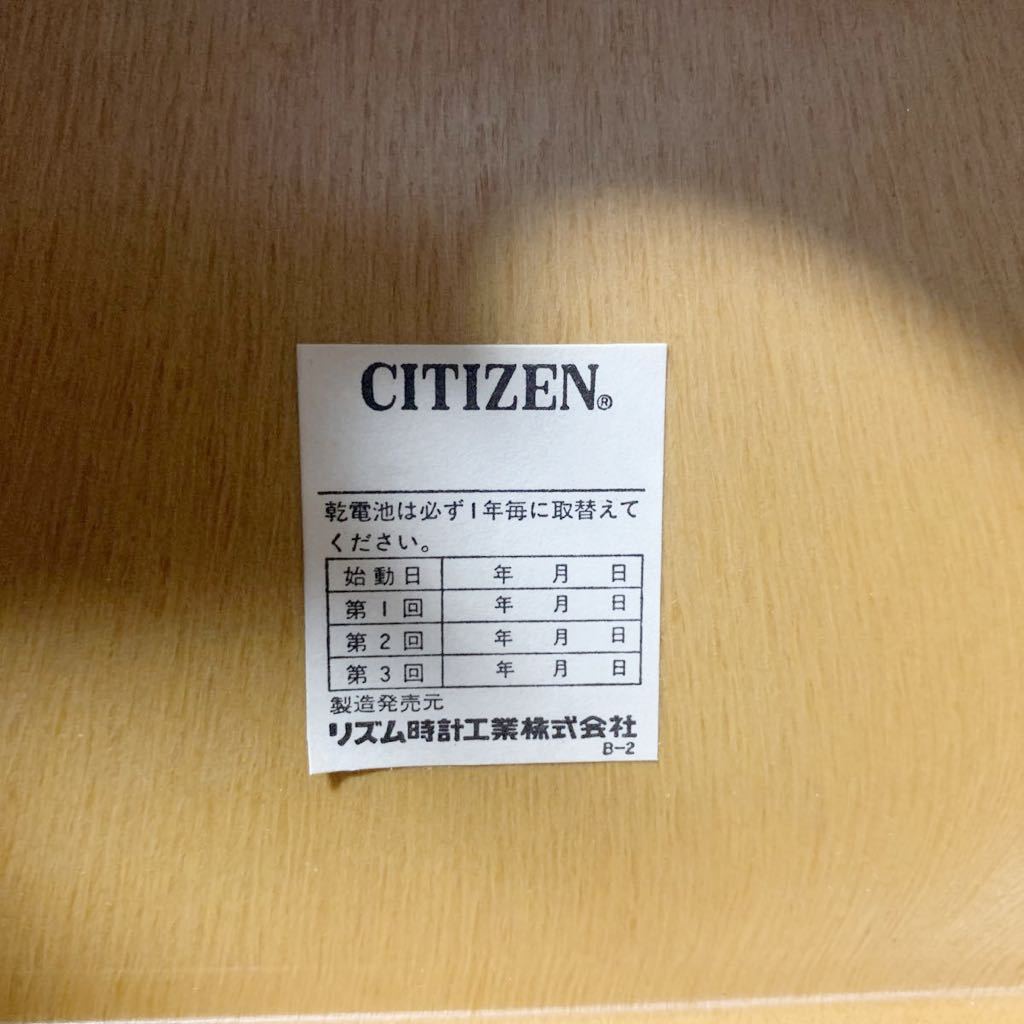 CITIZEN®
乾電池は必ず1年毎に取替えて
ください。
始動日 年 月 日
第1回 年 月 日
第2回 年 月 日
第3回 年 月 日
製造発売元
リズム時計工業株式会社
B-2